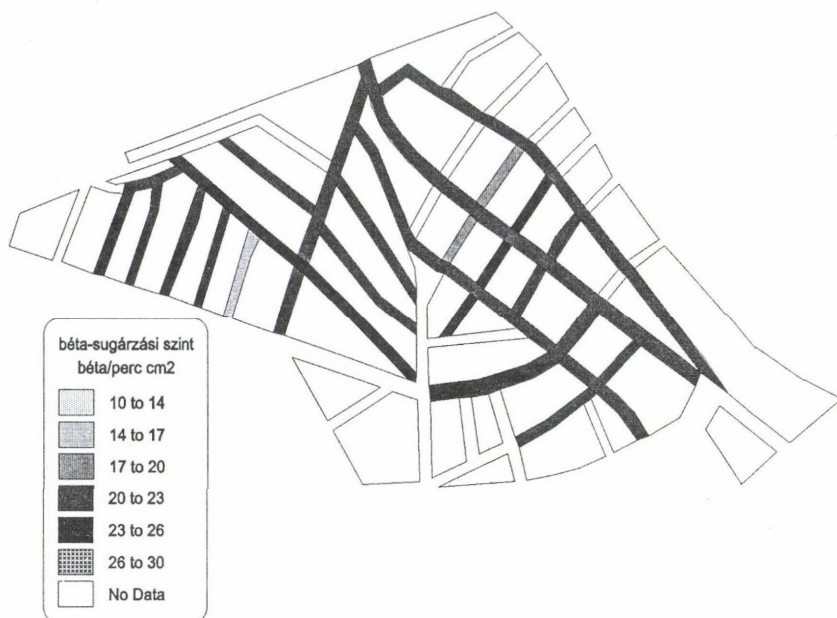 béta-sugárzási szint
béta/perc cm2
10 to 14
14 to 17
17 to 20
20 to 23
23 to 26
26 to 30
No Data